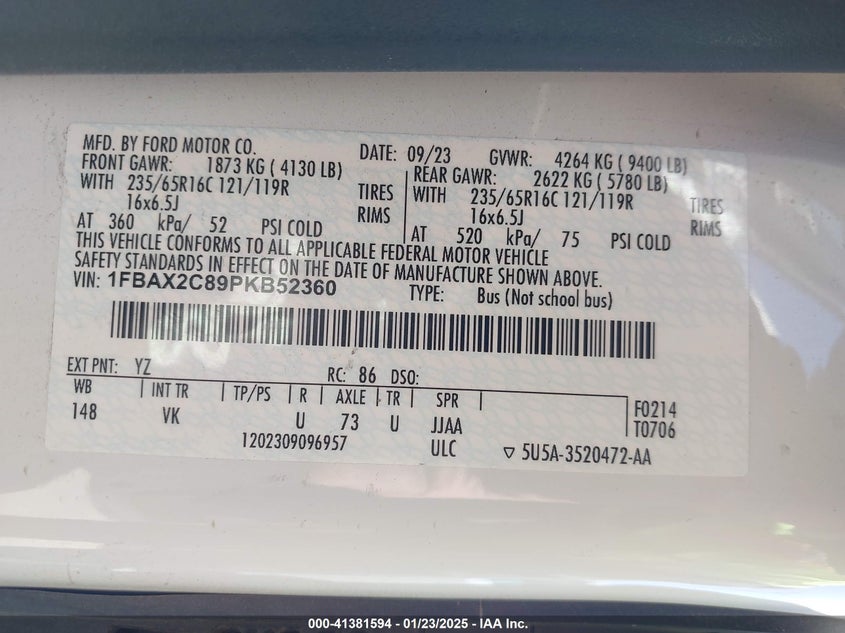 MFD. BY FORD MOTOR CO. DATE: 09/23 GVWR: 4264 KG ( 9400 LB)
FRONT GAWR: 1873 KG ( 4130 LB) REAR GAWR: 2622 KG ( 5780 LB)
WITH 235/65R16C 121/119R TIRES WITH 235/65R16C 121/119R TIRES
16x6.5J RIMS 16x6.5J RIMS
AT 360 kPa/ 52 PSI COLD AT 520 kPa/ 75 PSI COLD
THIS VEHICLE CONFORMS TO ALL APPLICABLE FEDERAL MOTOR VEHICLE
SAFETY STANDARDS IN EFFECT ON THE DATE OF MANUFACTURE SHOWN ABOVE.
VIN: 1FBAX2C89PKB52360 TYPE: Bus (Not school bus)
EXT PNT: YZ RC: 86 DSO:
WB INT TR TP/PS R AXLE TR SPR
148 VK U 73 U JJAA F0214
T0706
1202309096957 ULC ▽ 5U5A-3520472-AA
000-41381594 - 01/23/2025 - IAA Inc.